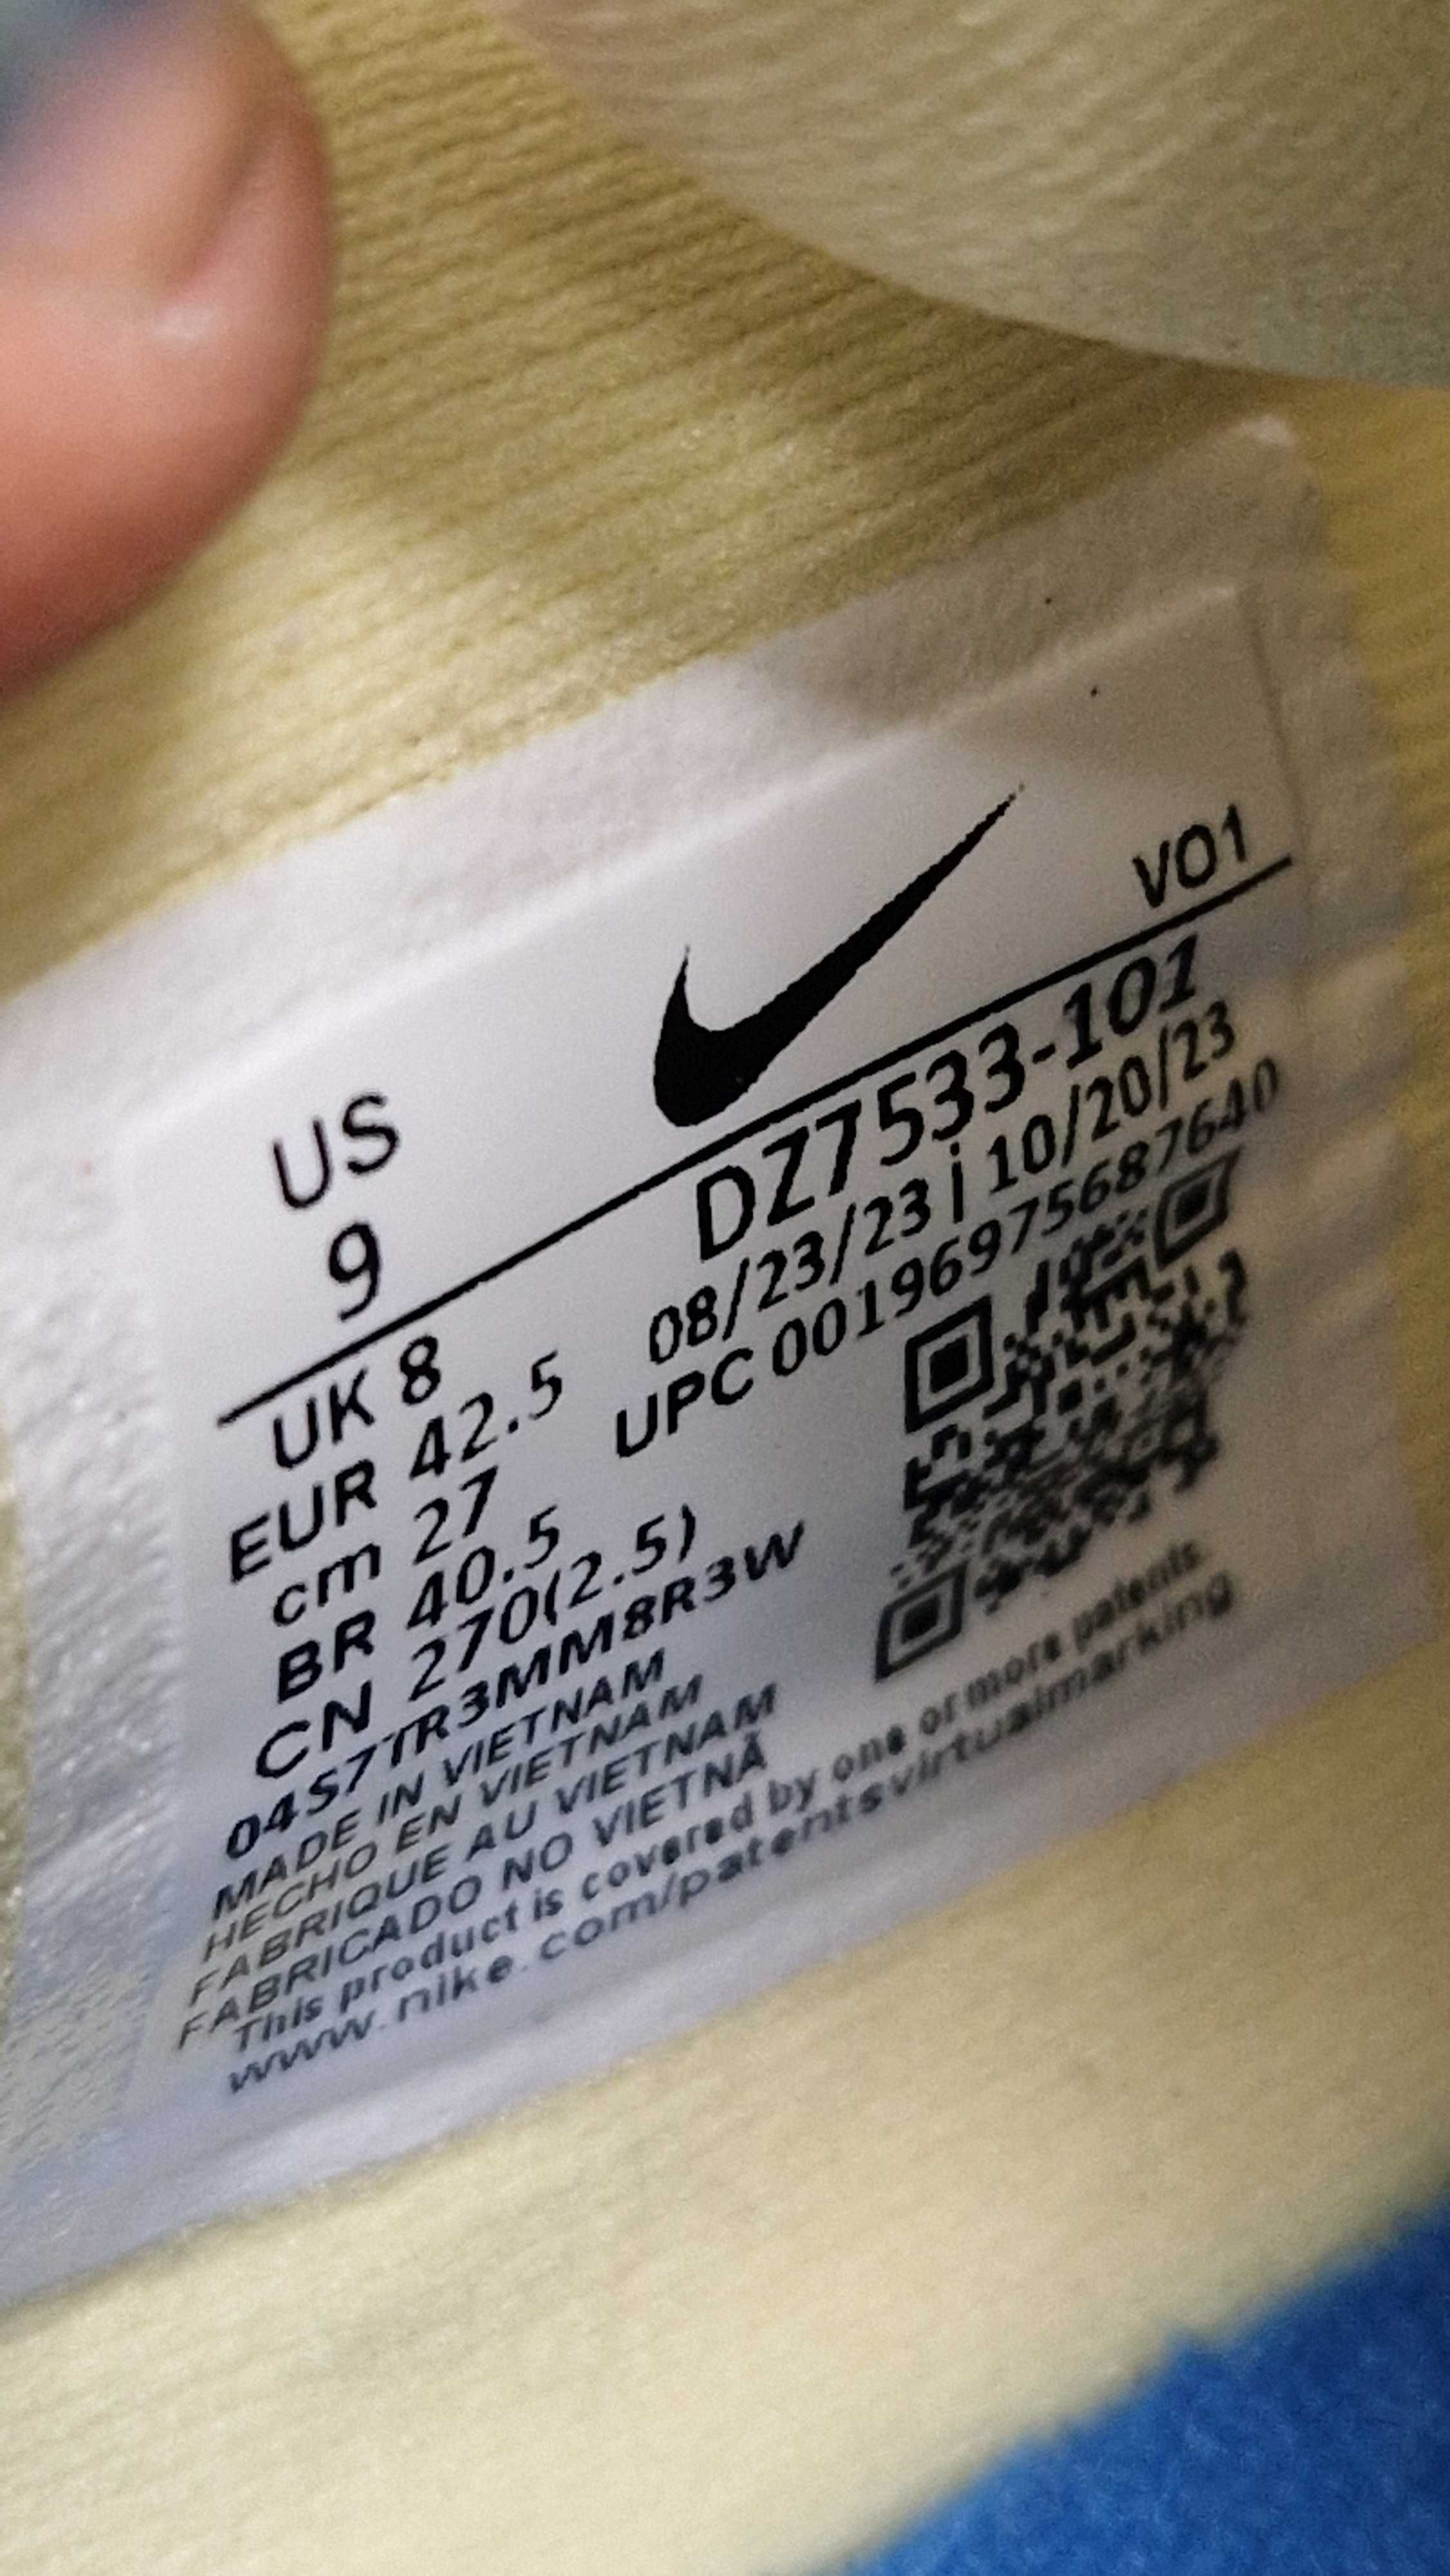 VO1
US
9
DZ7533-101
08/23/23 | 10/20/23
UPC 00196975687640
UK 8
EUR 42.5
cm 27
BR 40.5
CN 270(2.5)
04S7TR3MM8R3W
MADE IN VIETNAM
HECHO EN VIETNAM
FABRIQUE AU VIETNAM
FABRICADO NO VIETNÃ
This product is covered by one or more patents
www.nike.com/patentsvirtualmarking